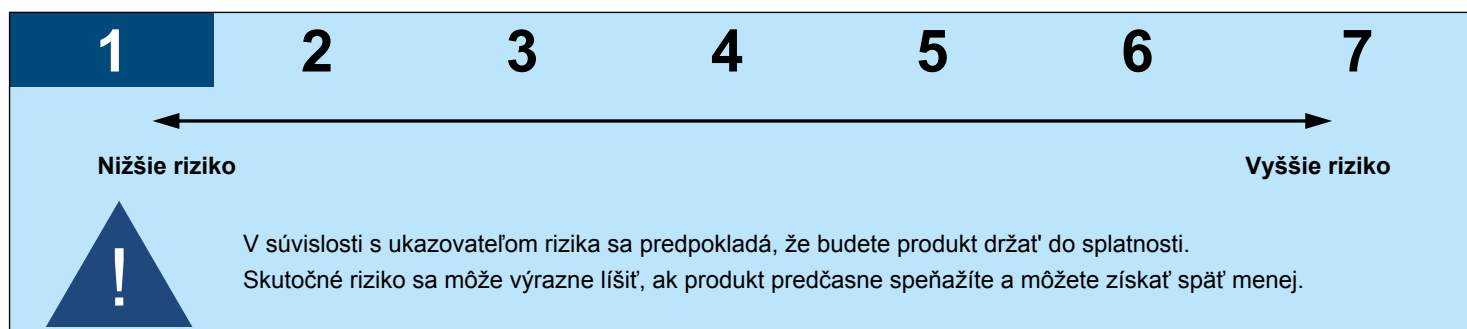 1 2 3 4 5 6 7
Nižšie riziko Vyššie riziko
!
V súvislosti s ukazovateľom rizika sa predpokladá, že budete produkt držat' do splatnosti.
Skutočné riziko sa môže výrazne líšiť, ak produkt predčasne speňažíte a môžete získať späť menej.